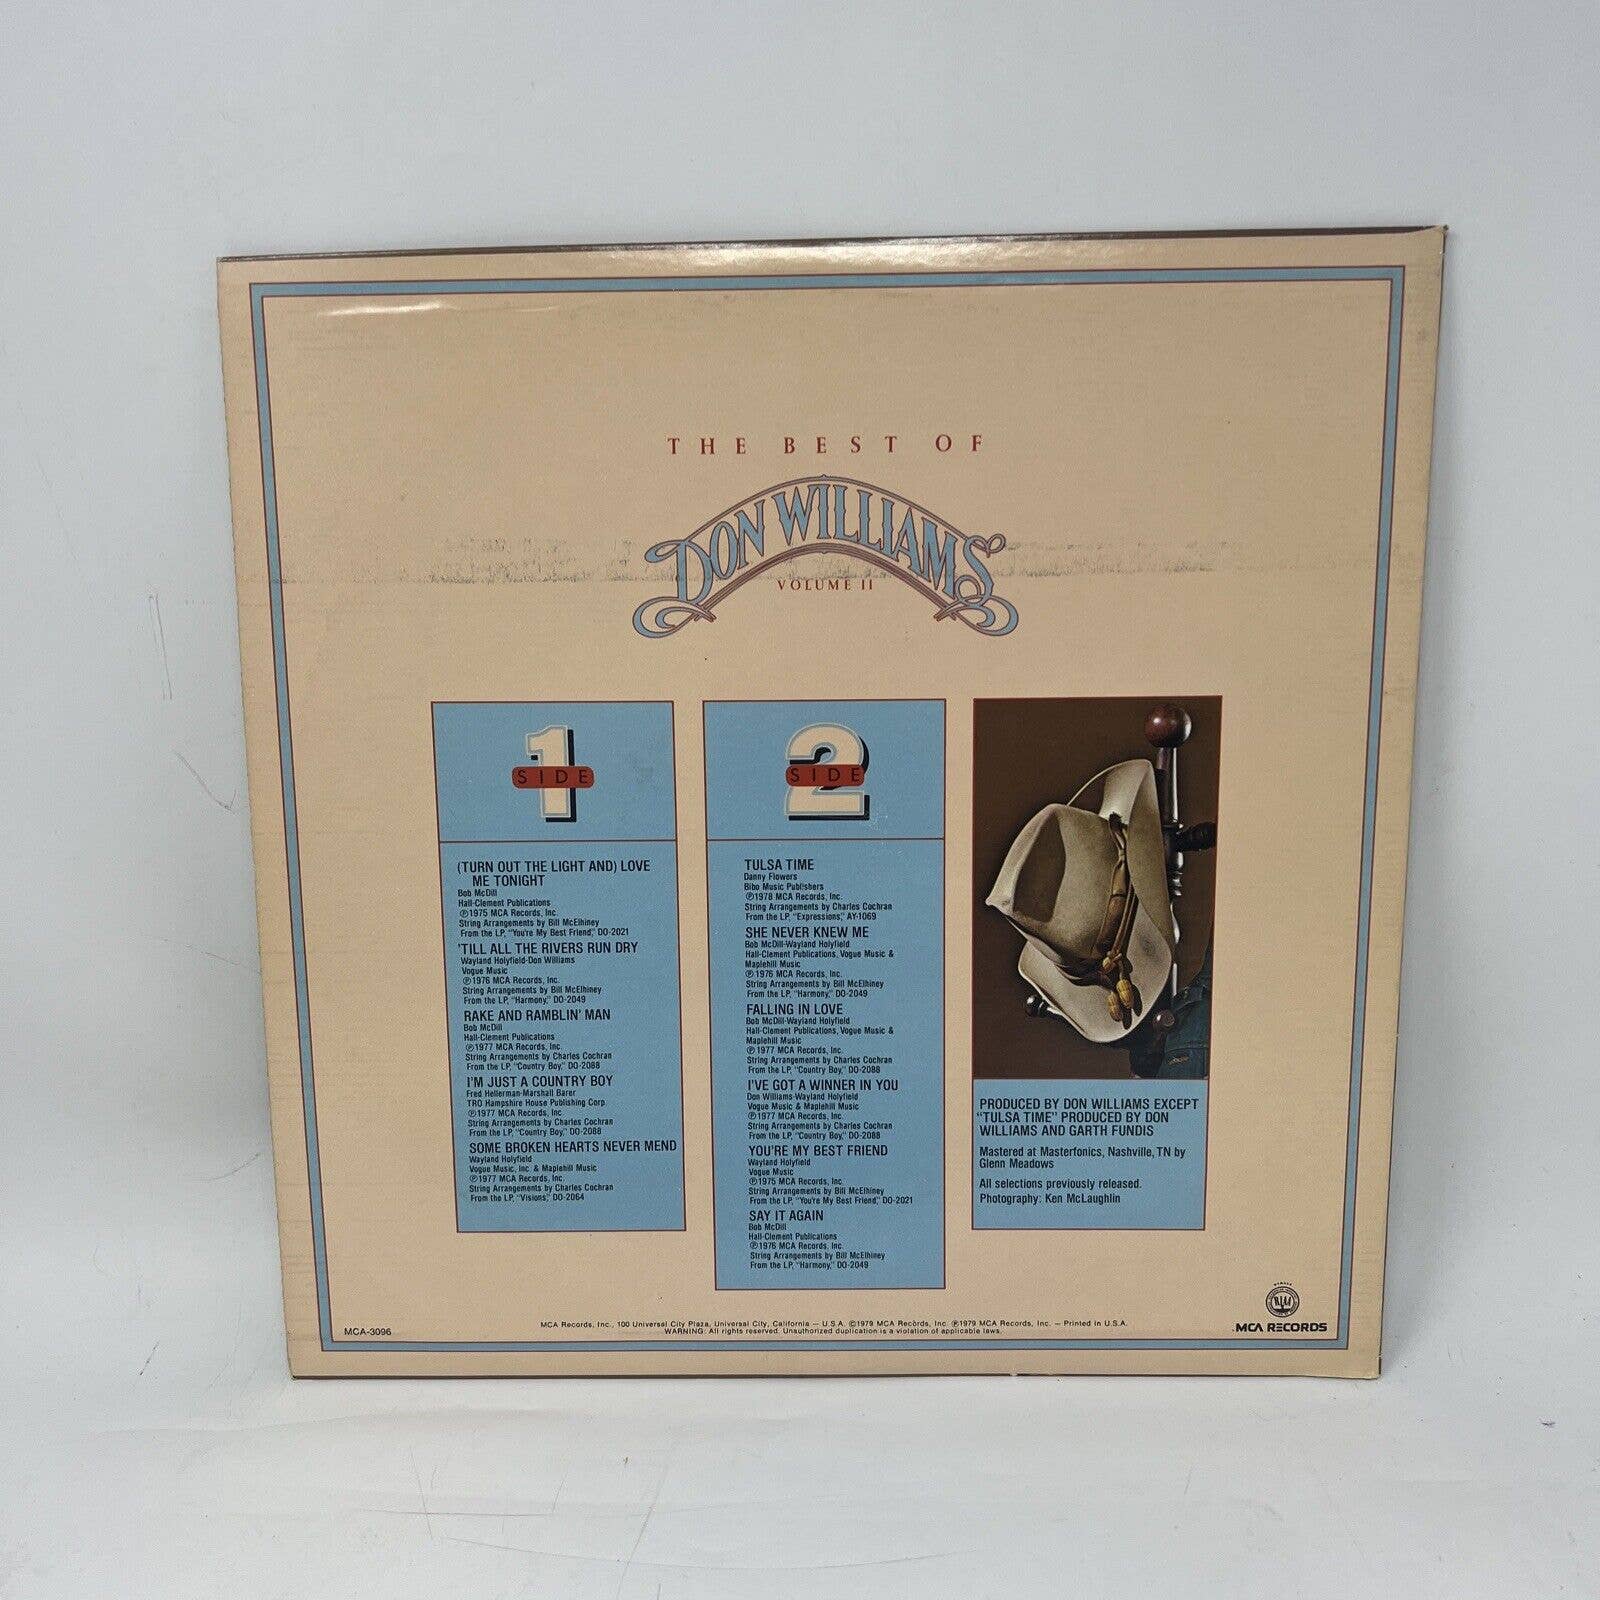 THE BEST OF
DON WILLIAMS
VOLUME II
1
SIDE
(TURN OUT THE LIGHT AND) LOVE
ME TONIGHT
Bob McDill
Hall-Clement Publications
℗1975 MCA Records, Inc.
String Arrangements by Bill McElhiney
From the LP, "You're My Best Friend," DO-2021
'TILL ALL THE RIVERS RUN DRY
Wayland Holyfield-Don Williams
Vogue Music
℗1976 MCA Records, Inc.
String Arrangements by Bill McElhiney
From the LP, "Harmony," DO-2049
RAKE AND RAMBLIN' MAN
Bob McDill
Hall-Clement Publications
℗1977 MCA Records, Inc.
String Arrangements by Charles Cochran
From the LP, "Country Boy," DO-2088
I'M JUST A COUNTRY BOY
Fred Hellerman-Marshall Barer
TRO Hampshire House Publishing Corp.
℗1977 MCA Records, Inc.
String Arrangements by Charles Cochran
From the LP, "Country Boy," DO-2088
SOME BROKEN HEARTS NEVER MEND
Wayland Holyfield
Vogue Music, Inc. & Maplehill Music
℗1977 MCA Records, Inc.
String Arrangements by Charles Cochran
From the LP, "Visions," DO-2064
2
SIDE
TULSA TIME
Danny Flowers
Bibo Music Publishers
℗1978 MCA Records, Inc.
String Arrangements by Charles Cochran
From the LP, "Expressions," AY-1069
SHE NEVER KNEW ME
Bob McDill-Wayland Holyfield
Hall-Clement Publications, Vogue Music &
Maplehill Music
℗1976 MCA Records, Inc.
String Arrangements by Bill McElhiney
From the LP, "Harmony," DO-2049
FALLING IN LOVE
Bob McDill-Wayland Holyfield
Hall-Clement Publications, Vogue Music &
Maplehill Music
℗1977 MCA Records, Inc.
String Arrangements by Charles Cochran
From the LP, "Country Boy," DO-2088
I'VE GOT A WINNER IN YOU
Don Williams-Wayland Holyfield
Vogue Music & Maplehill Music
℗1977 MCA Records, Inc.
String Arrangements by Charles Cochran
From the LP, "Country Boy," DO-2088
YOU'RE MY BEST FRIEND
Wayland Holyfield
Vogue Music
℗1975 MCA Records, Inc.
String Arrangements by Bill McElhiney
From the LP, "You're My Best Friend," DO-2021
SAY IT AGAIN
Bob McDill
Hall-Clement Publications
℗1976 MCA Records, Inc.
String Arrangements by Bill McElhiney
From the LP, "Harmony," DO-2049
PRODUCED BY DON WILLIAMS EXCEPT
"TULSA TIME" PRODUCED BY DON
WILLIAMS AND GARTH FUNDIS
Mastered at Masterfonics, Nashville, TN by
Glenn Meadows
All selections previously released.
Photography: Ken McLaughlin
MCA-3096
MCA Records, Inc., 100 Universal City Plaza, Universal City, California — U.S.A. ©1979 MCA Records, Inc. ℗1979 MCA Records, Inc. — Printed in U.S.A.
WARNING: All rights reserved. Unauthorized duplication is a violation of applicable laws.
RIAA
MCA RECORDS